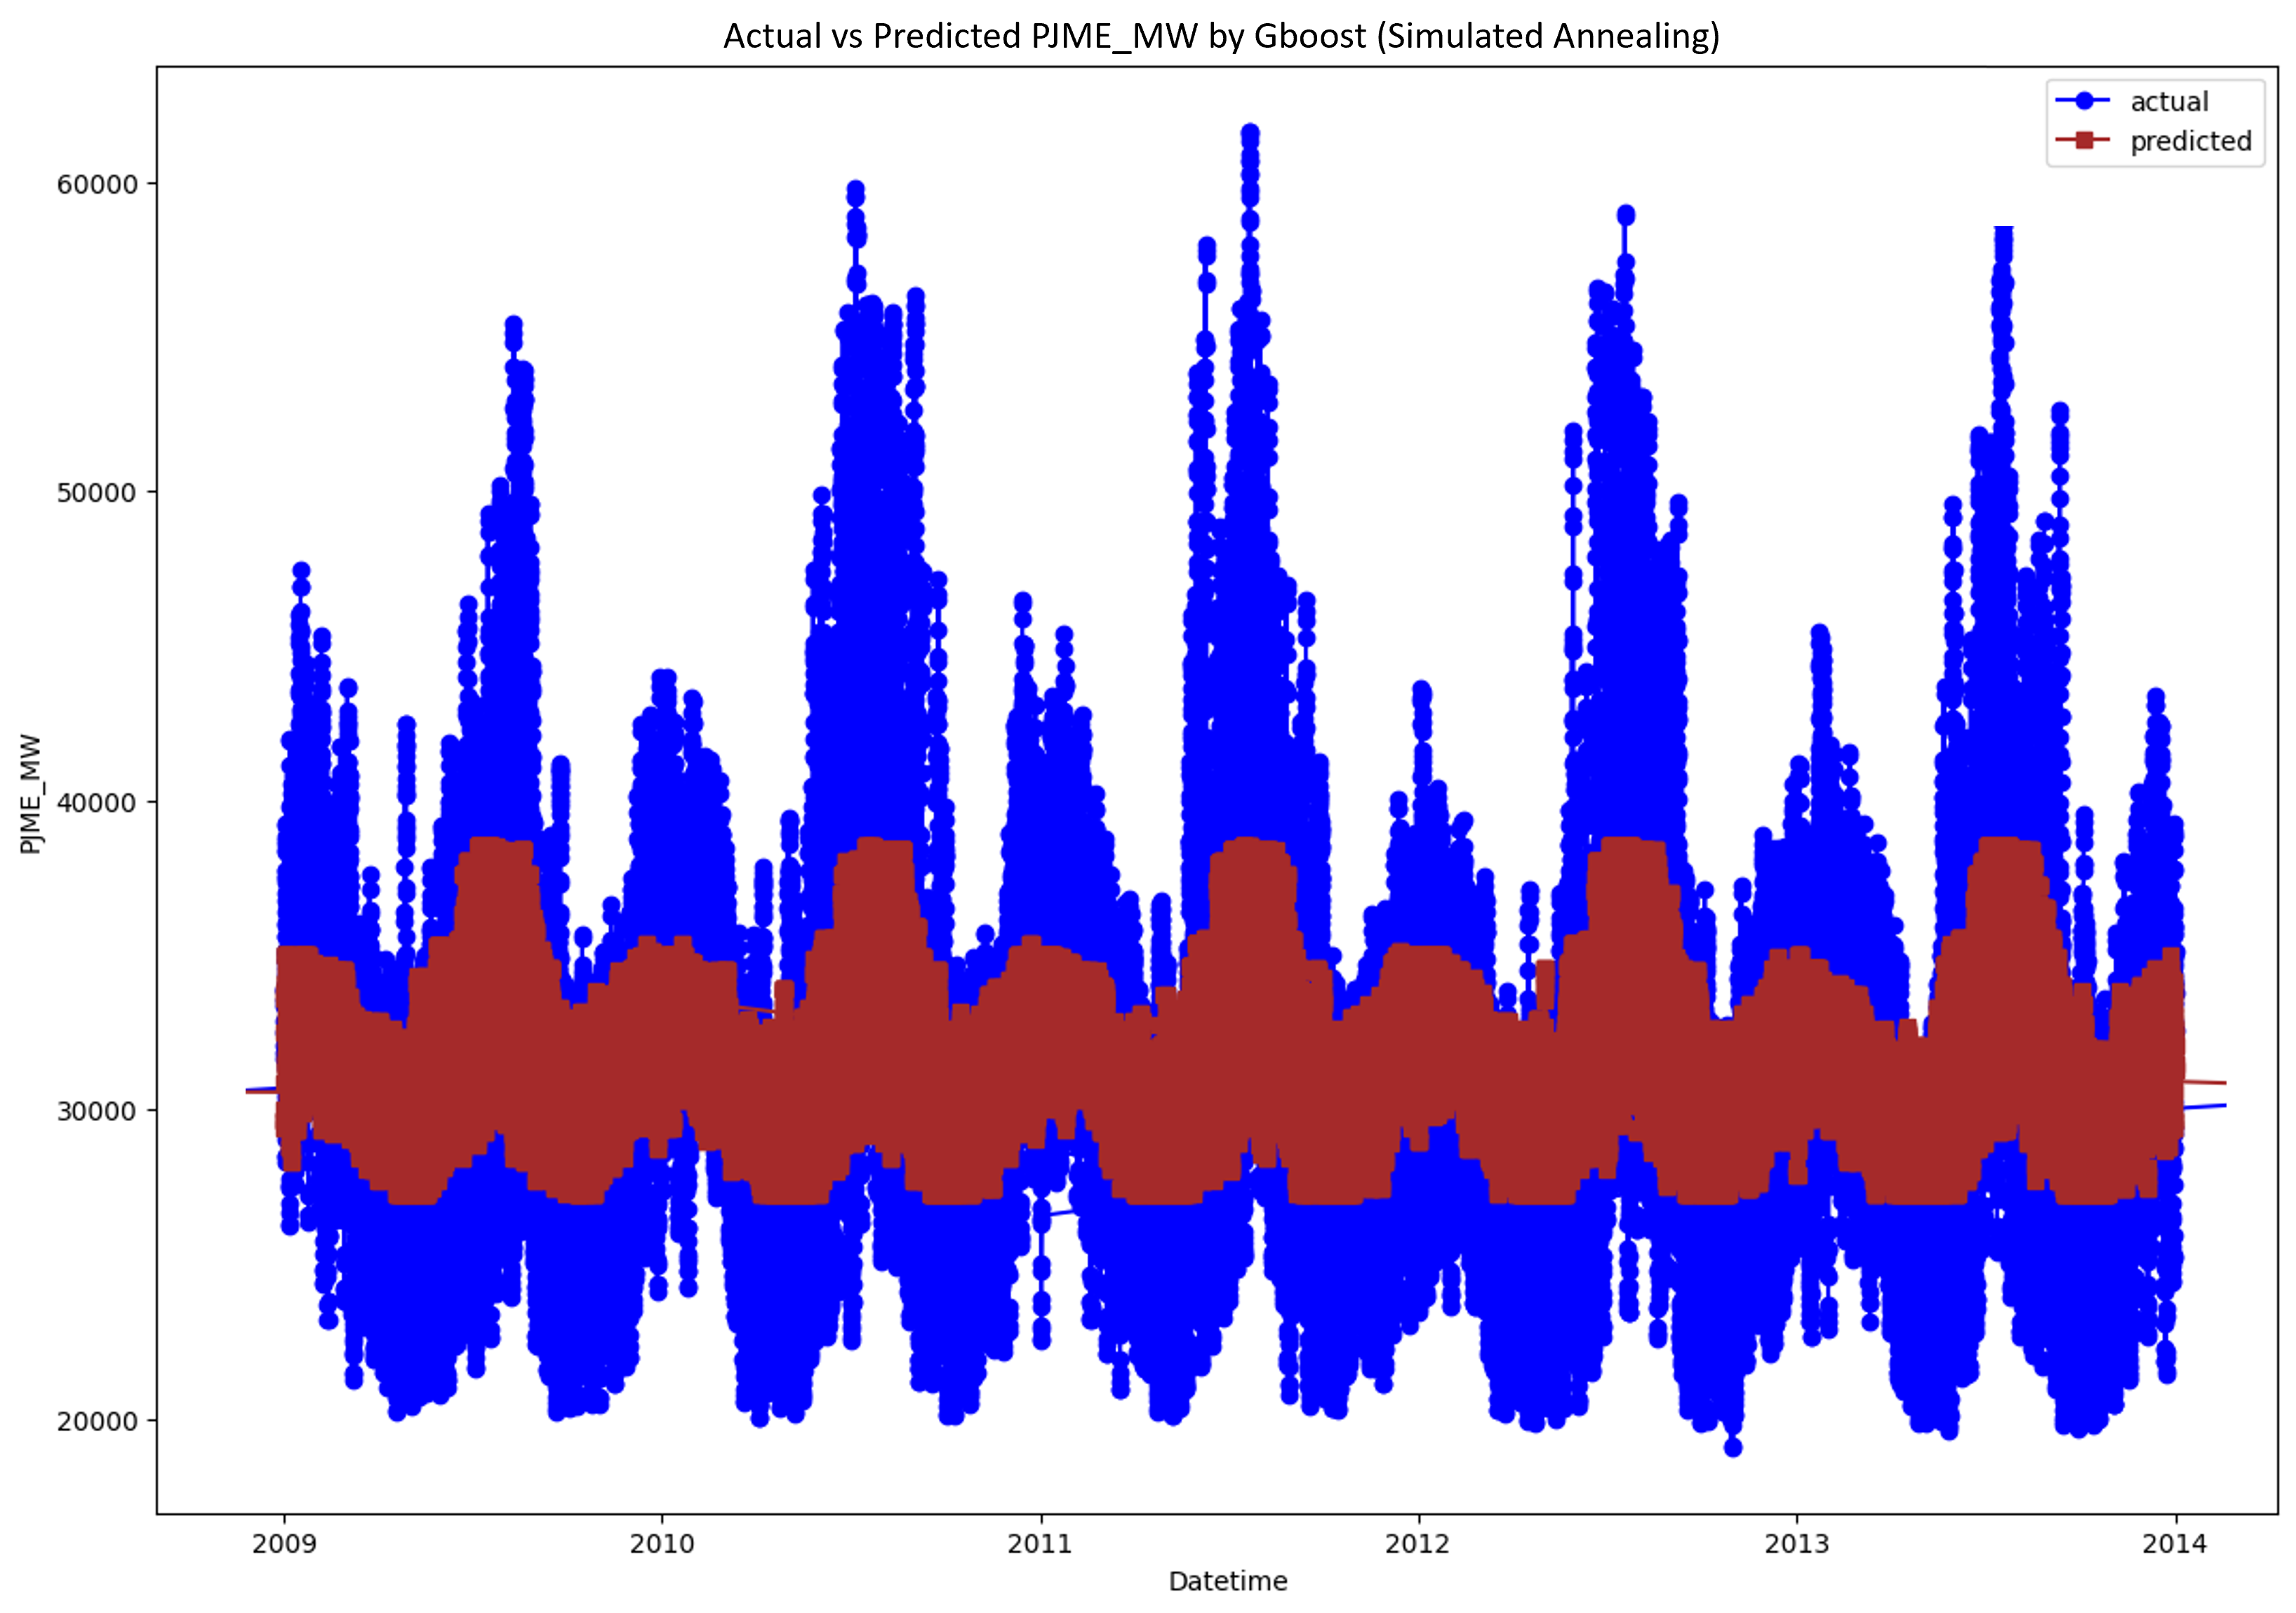 Actual vs Predicted PJME_MW by Gboost (Simulated Annealing)
actual
predicted
60000
50000
40000
30000
20000
PJME_MW
2009 2010 2011 2012 2013 2014
Datetime